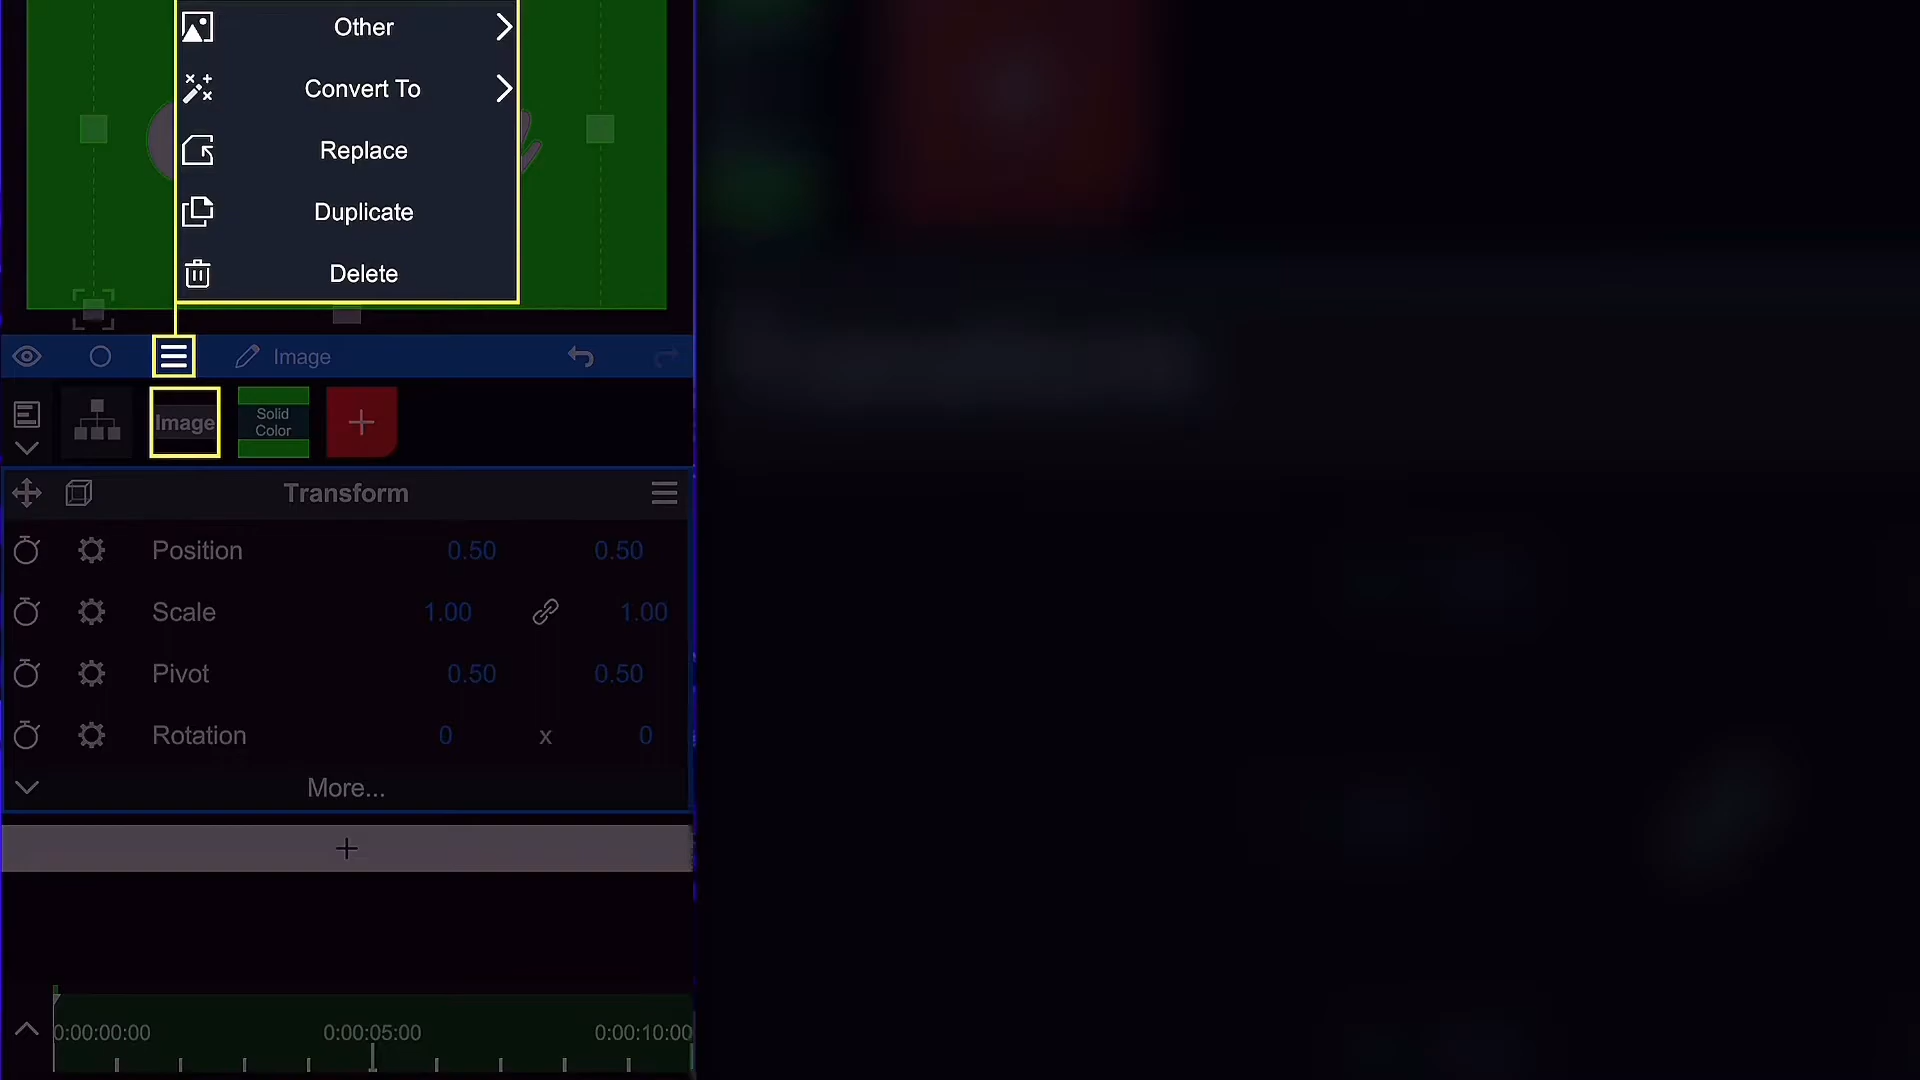 Other
Convert To
Replace
Duplicate
Delete
Image
Image
Solid
Color
+
Transform
Position 0.50 0.50
Scale 1.00 1.00
Pivot 0.50 0.50
Rotation 0 x 0
More...
+
0:00:00:00 0:00:05:00 0:00:10:00